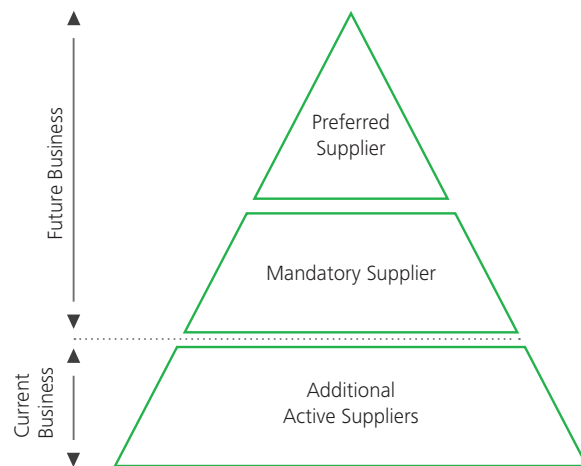 Future Business
Preferred
Supplier
Mandatory Supplier
Current
Business
Additional
Active Suppliers